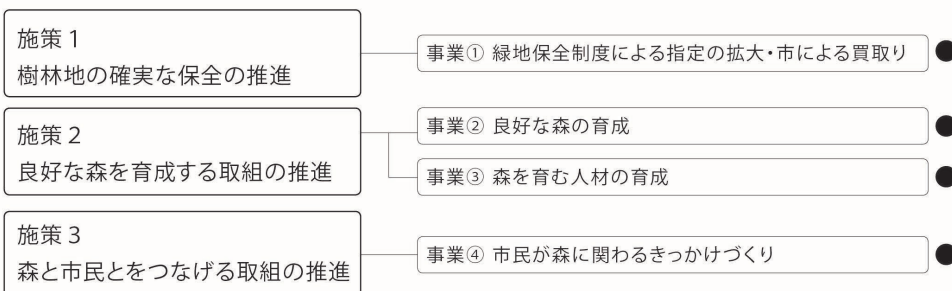 施策 1
樹林地の確実な保全の推進
事業① 緑地保全制度による指定の拡大・市による買取り
施策 2
良好な森を育成する取組の推進
事業② 良好な森の育成
事業③ 森を育む人材の育成
施策 3
森と市民とをつなげる取組の推進
事業④ 市民が森に関わるきっかけづくり